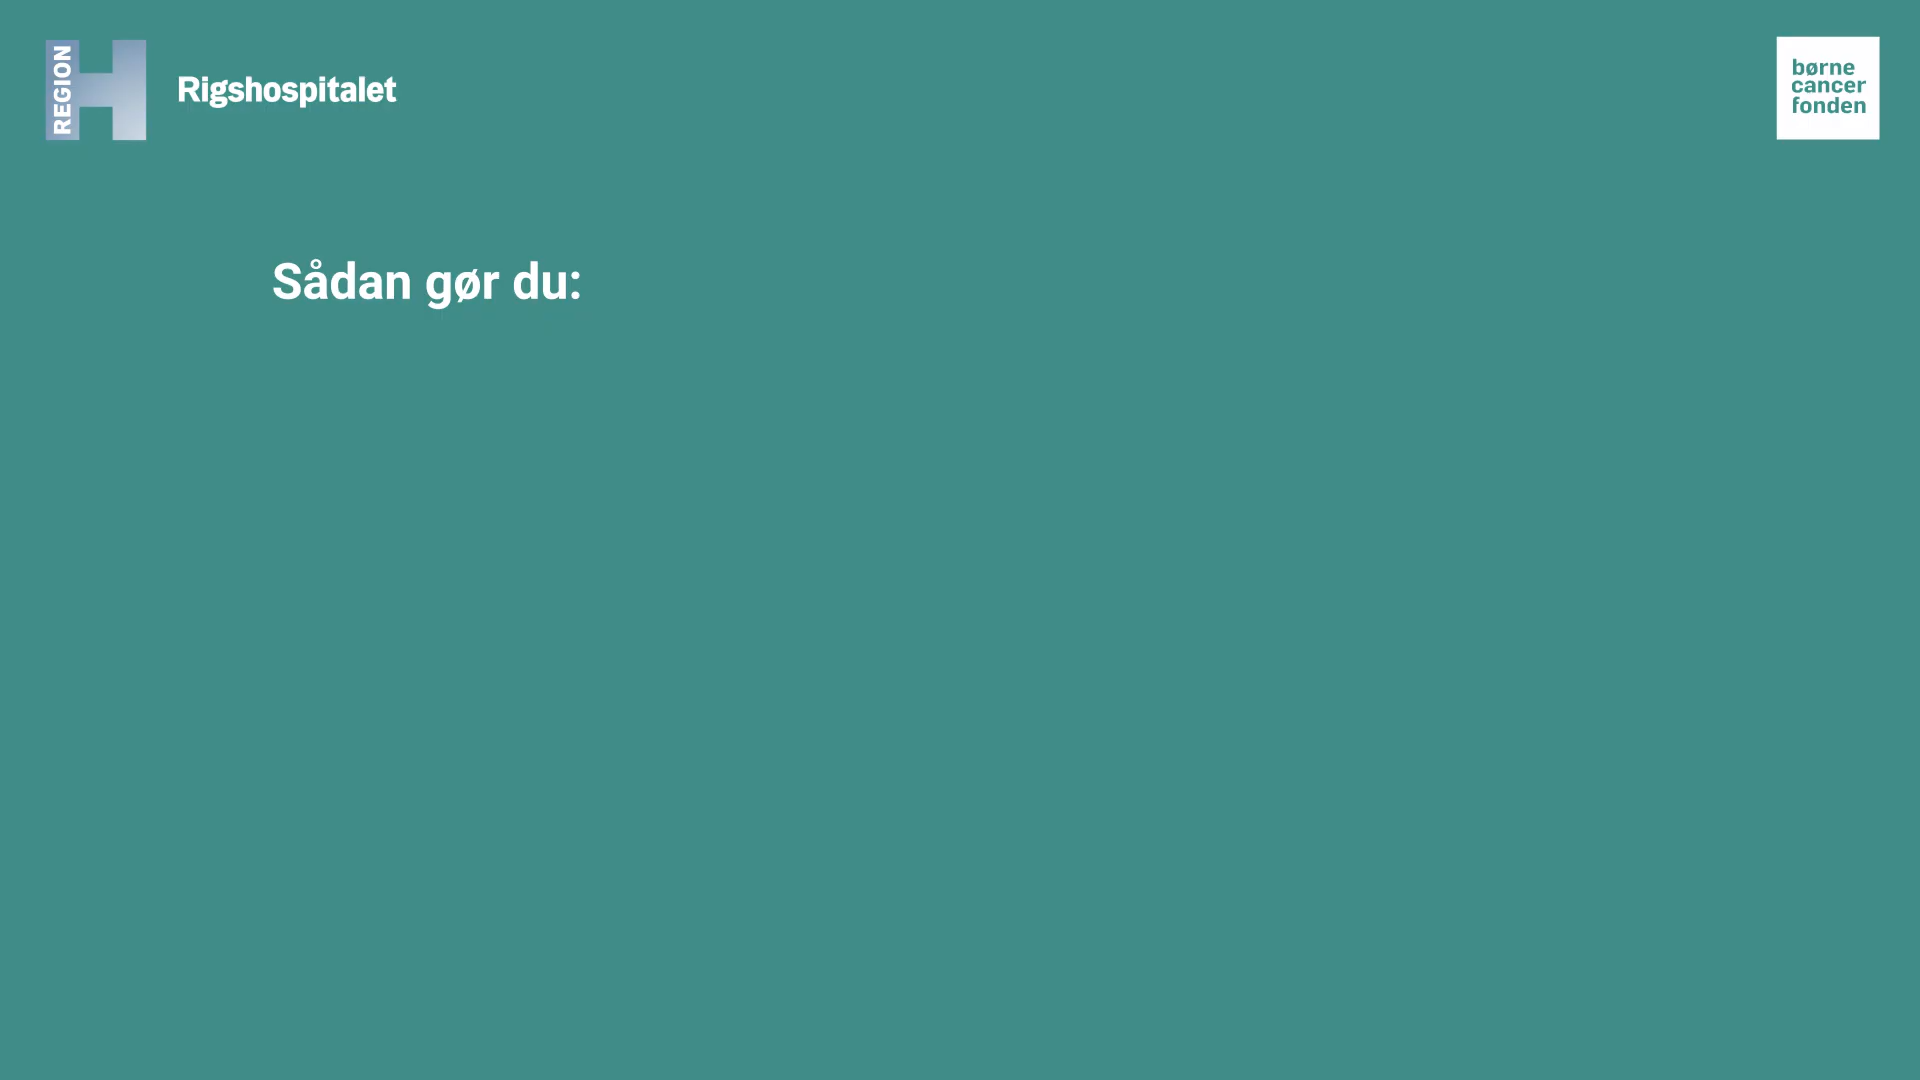 REGION
Rigshospitalet
børne
cancer
fonden
Sådan gør du: